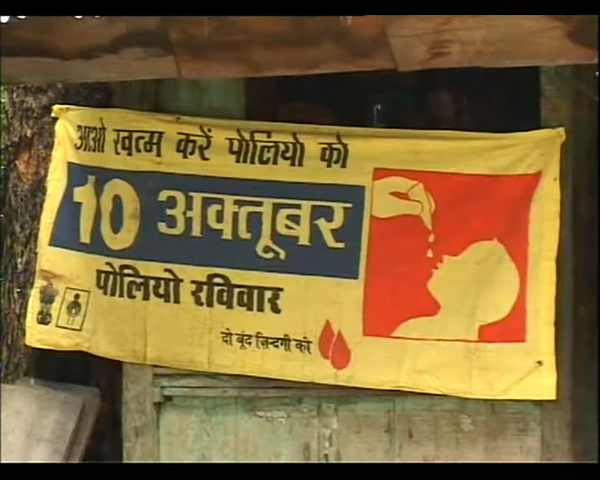 आओ खत्म करें पोलियो को
10 अक्तूबर
पोलियो रविवार
दो बूंद ज़िन्दगी की